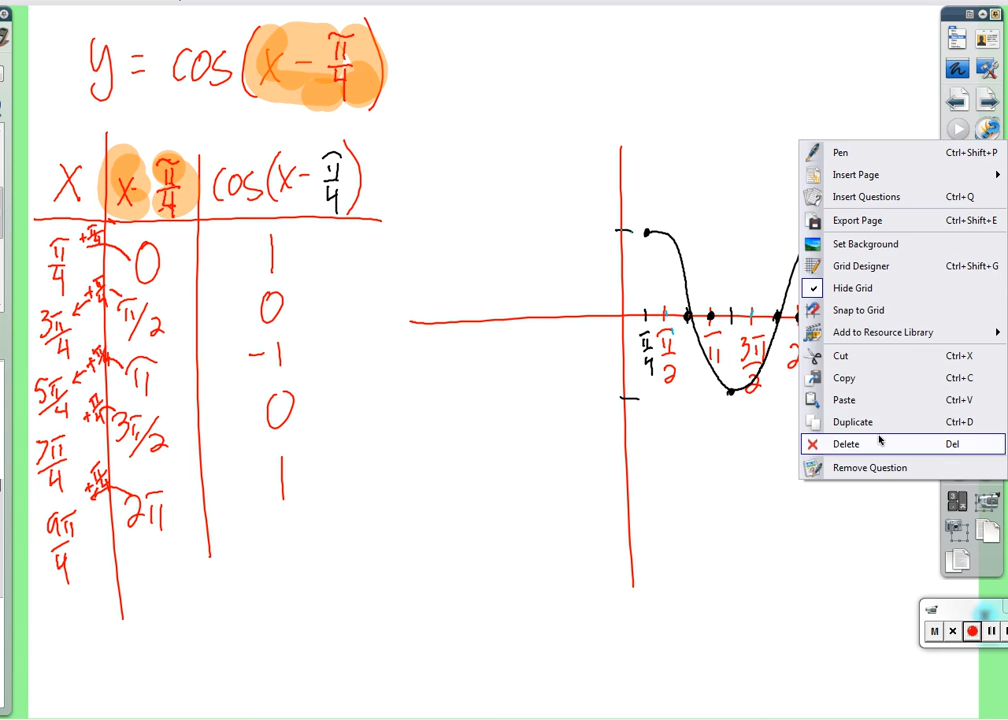 y = cos(x - π/4)
x | x - π/4 | cos(x - π/4)
π/4 | +π/4 0 | 1
3π/4 | +π/4 π/2 | 0
5π/4 | +π/4 π | -1
7π/4 | +π/4 3π/2 | 0
9π/4 | +π/4 2π | 1
π/4 π/2 π 3π/2 2
Pen Ctrl+Shift+P
Insert Page
Insert Questions Ctrl+Q
Export Page Ctrl+Shift+E
Set Background
Grid Designer Ctrl+Shift+G
Hide Grid
Snap to Grid
Add to Resource Library
Cut Ctrl+X
Copy Ctrl+C
Paste Ctrl+V
Duplicate Ctrl+D
Delete Del
Remove Question
M